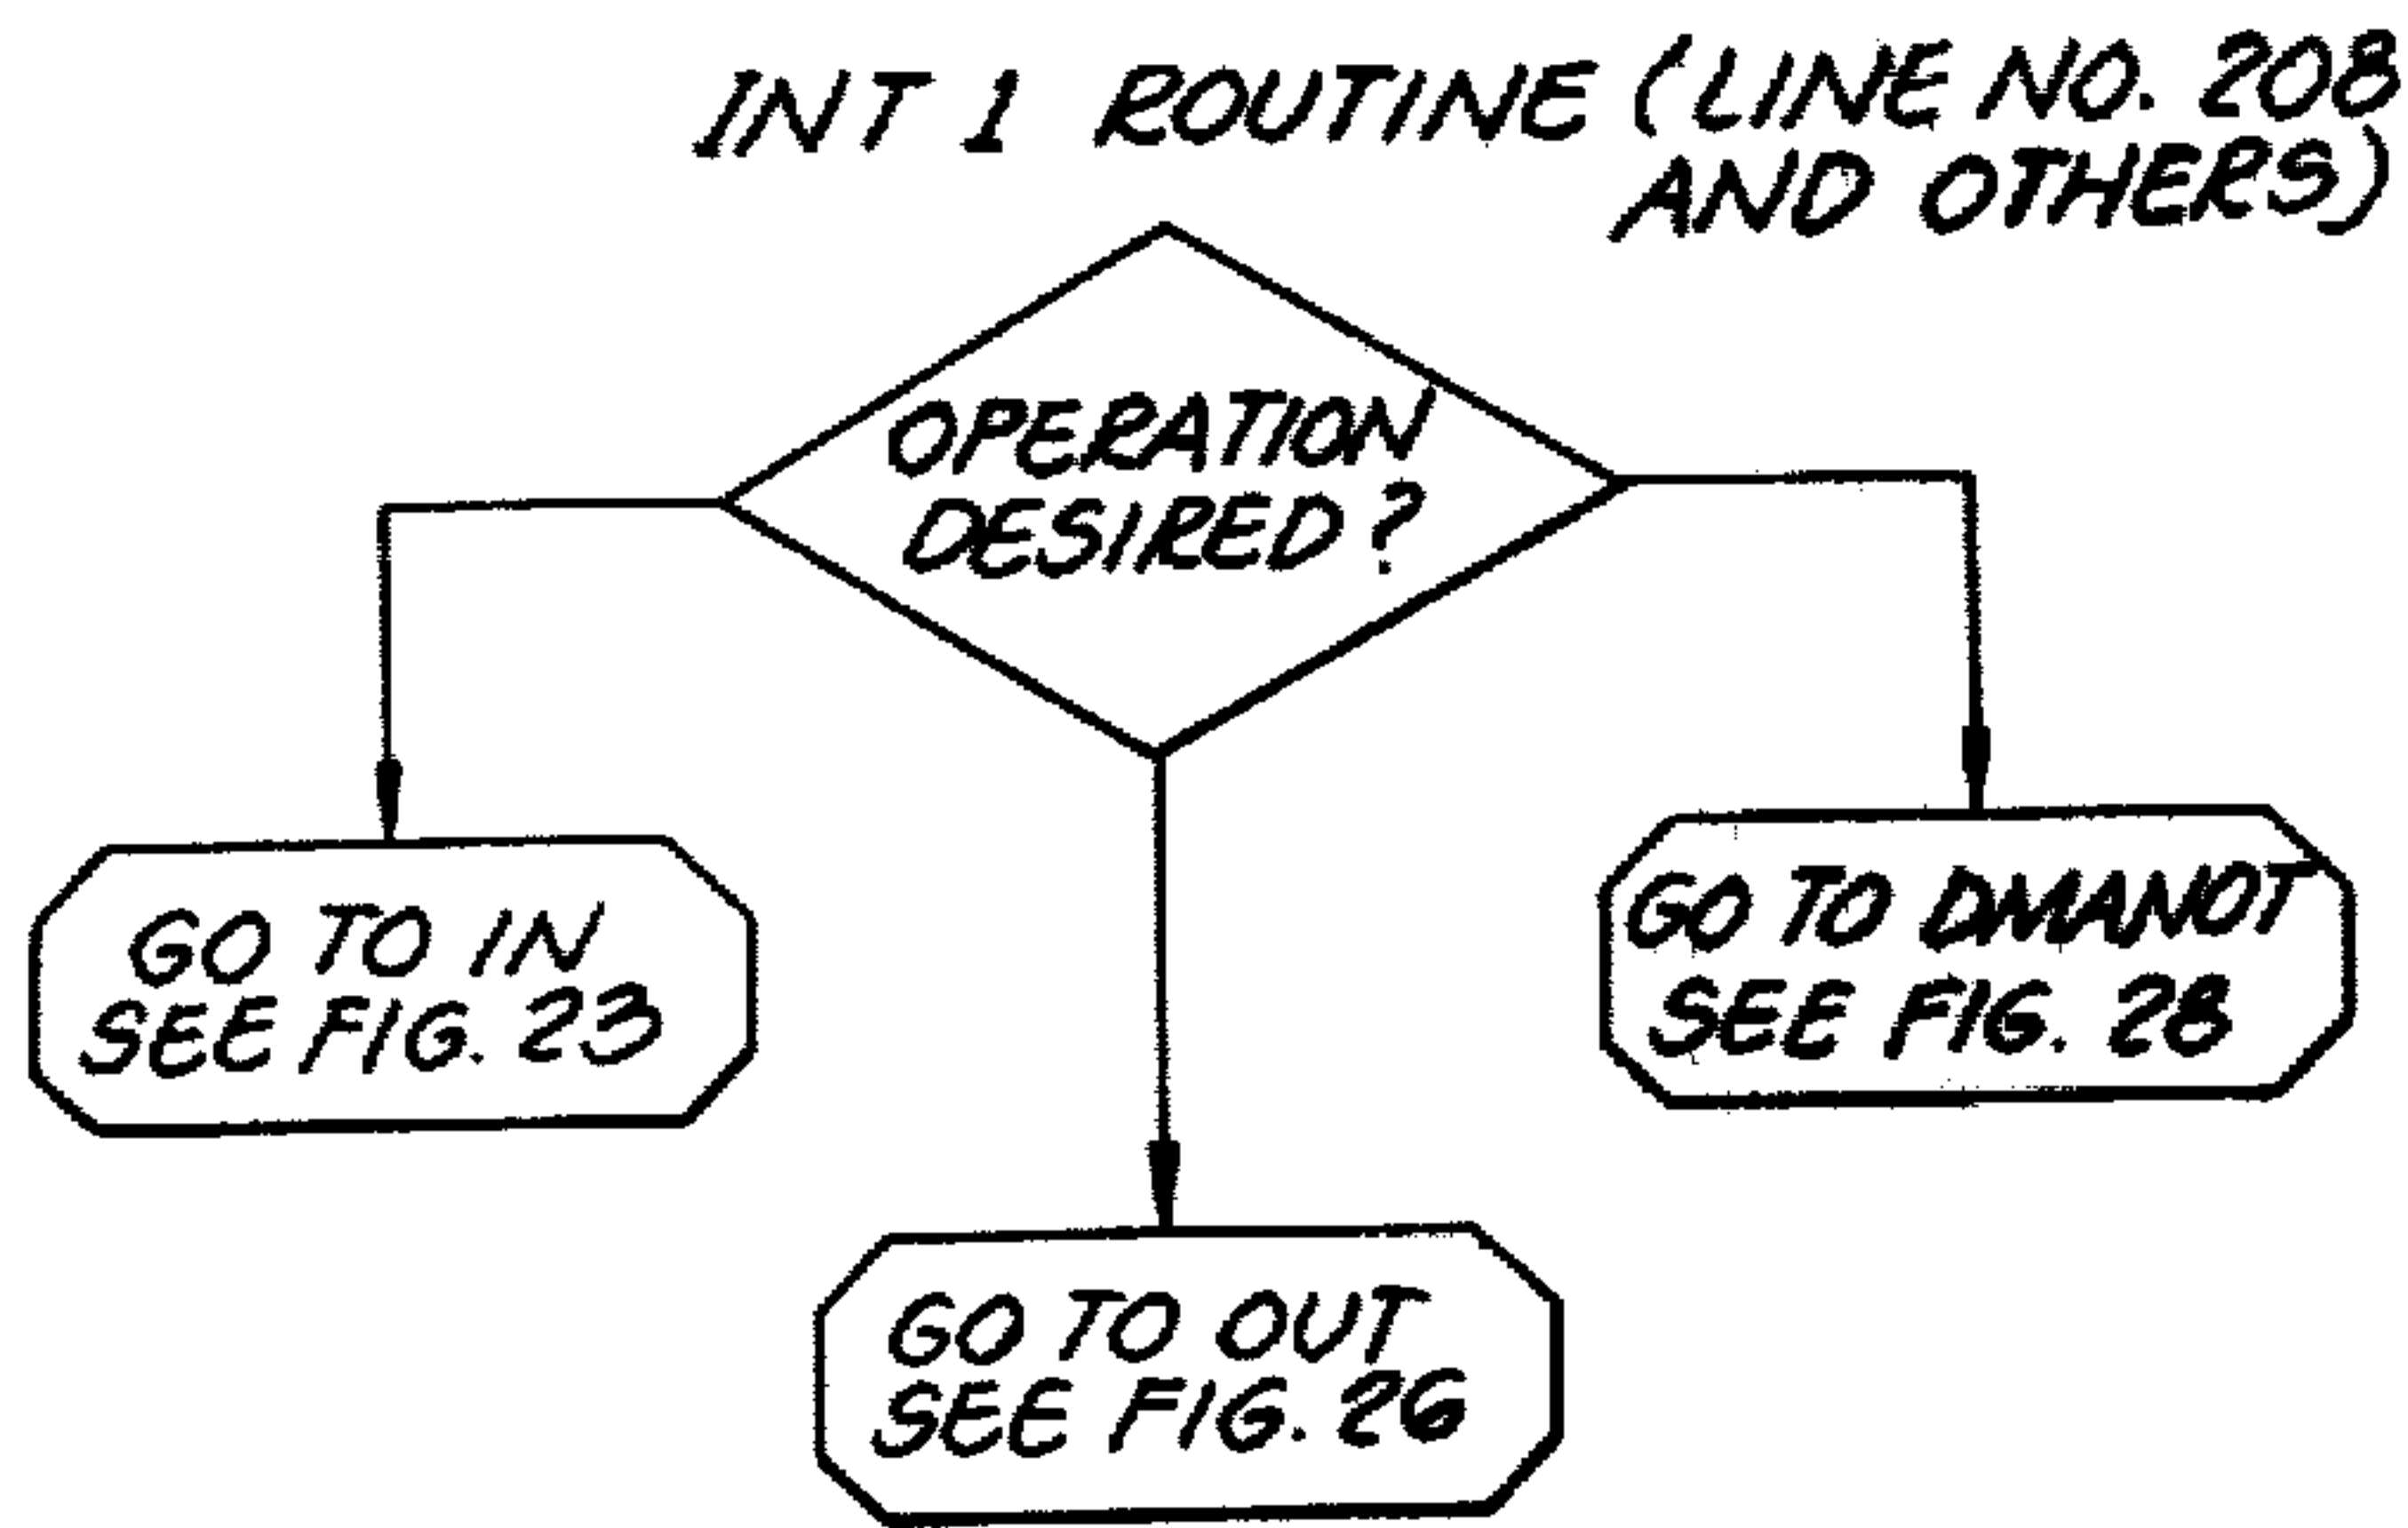 INT 1 ROUTINE (LINE NO. 208
AND OTHERS)
OPERATION
DESIRED?
GO TO IN
SEE FIG. 23
GO TO DMANOT
SEE FIG. 28
GO TO OUT
SEE FIG. 26